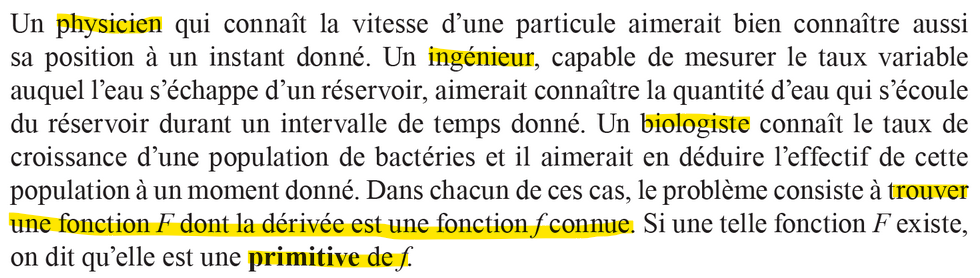 Un physicien qui connaît la vitesse d’une particule aimerait bien connaître aussi
sa position à un instant donné. Un ingénieur, capable de mesurer le taux variable
auquel l’eau s’échappe d’un réservoir, aimerait connaître la quantité d’eau qui s’écoule
du réservoir durant un intervalle de temps donné. Un biologiste connaît le taux de
croissance d’une population de bactéries et il aimerait en déduire l’effectif de cette
population à un moment donné. Dans chacun de ces cas, le problème consiste à trouver
une fonction F dont la dérivée est une fonction f connue. Si une telle fonction F existe,
on dit qu’elle est une primitive de f.